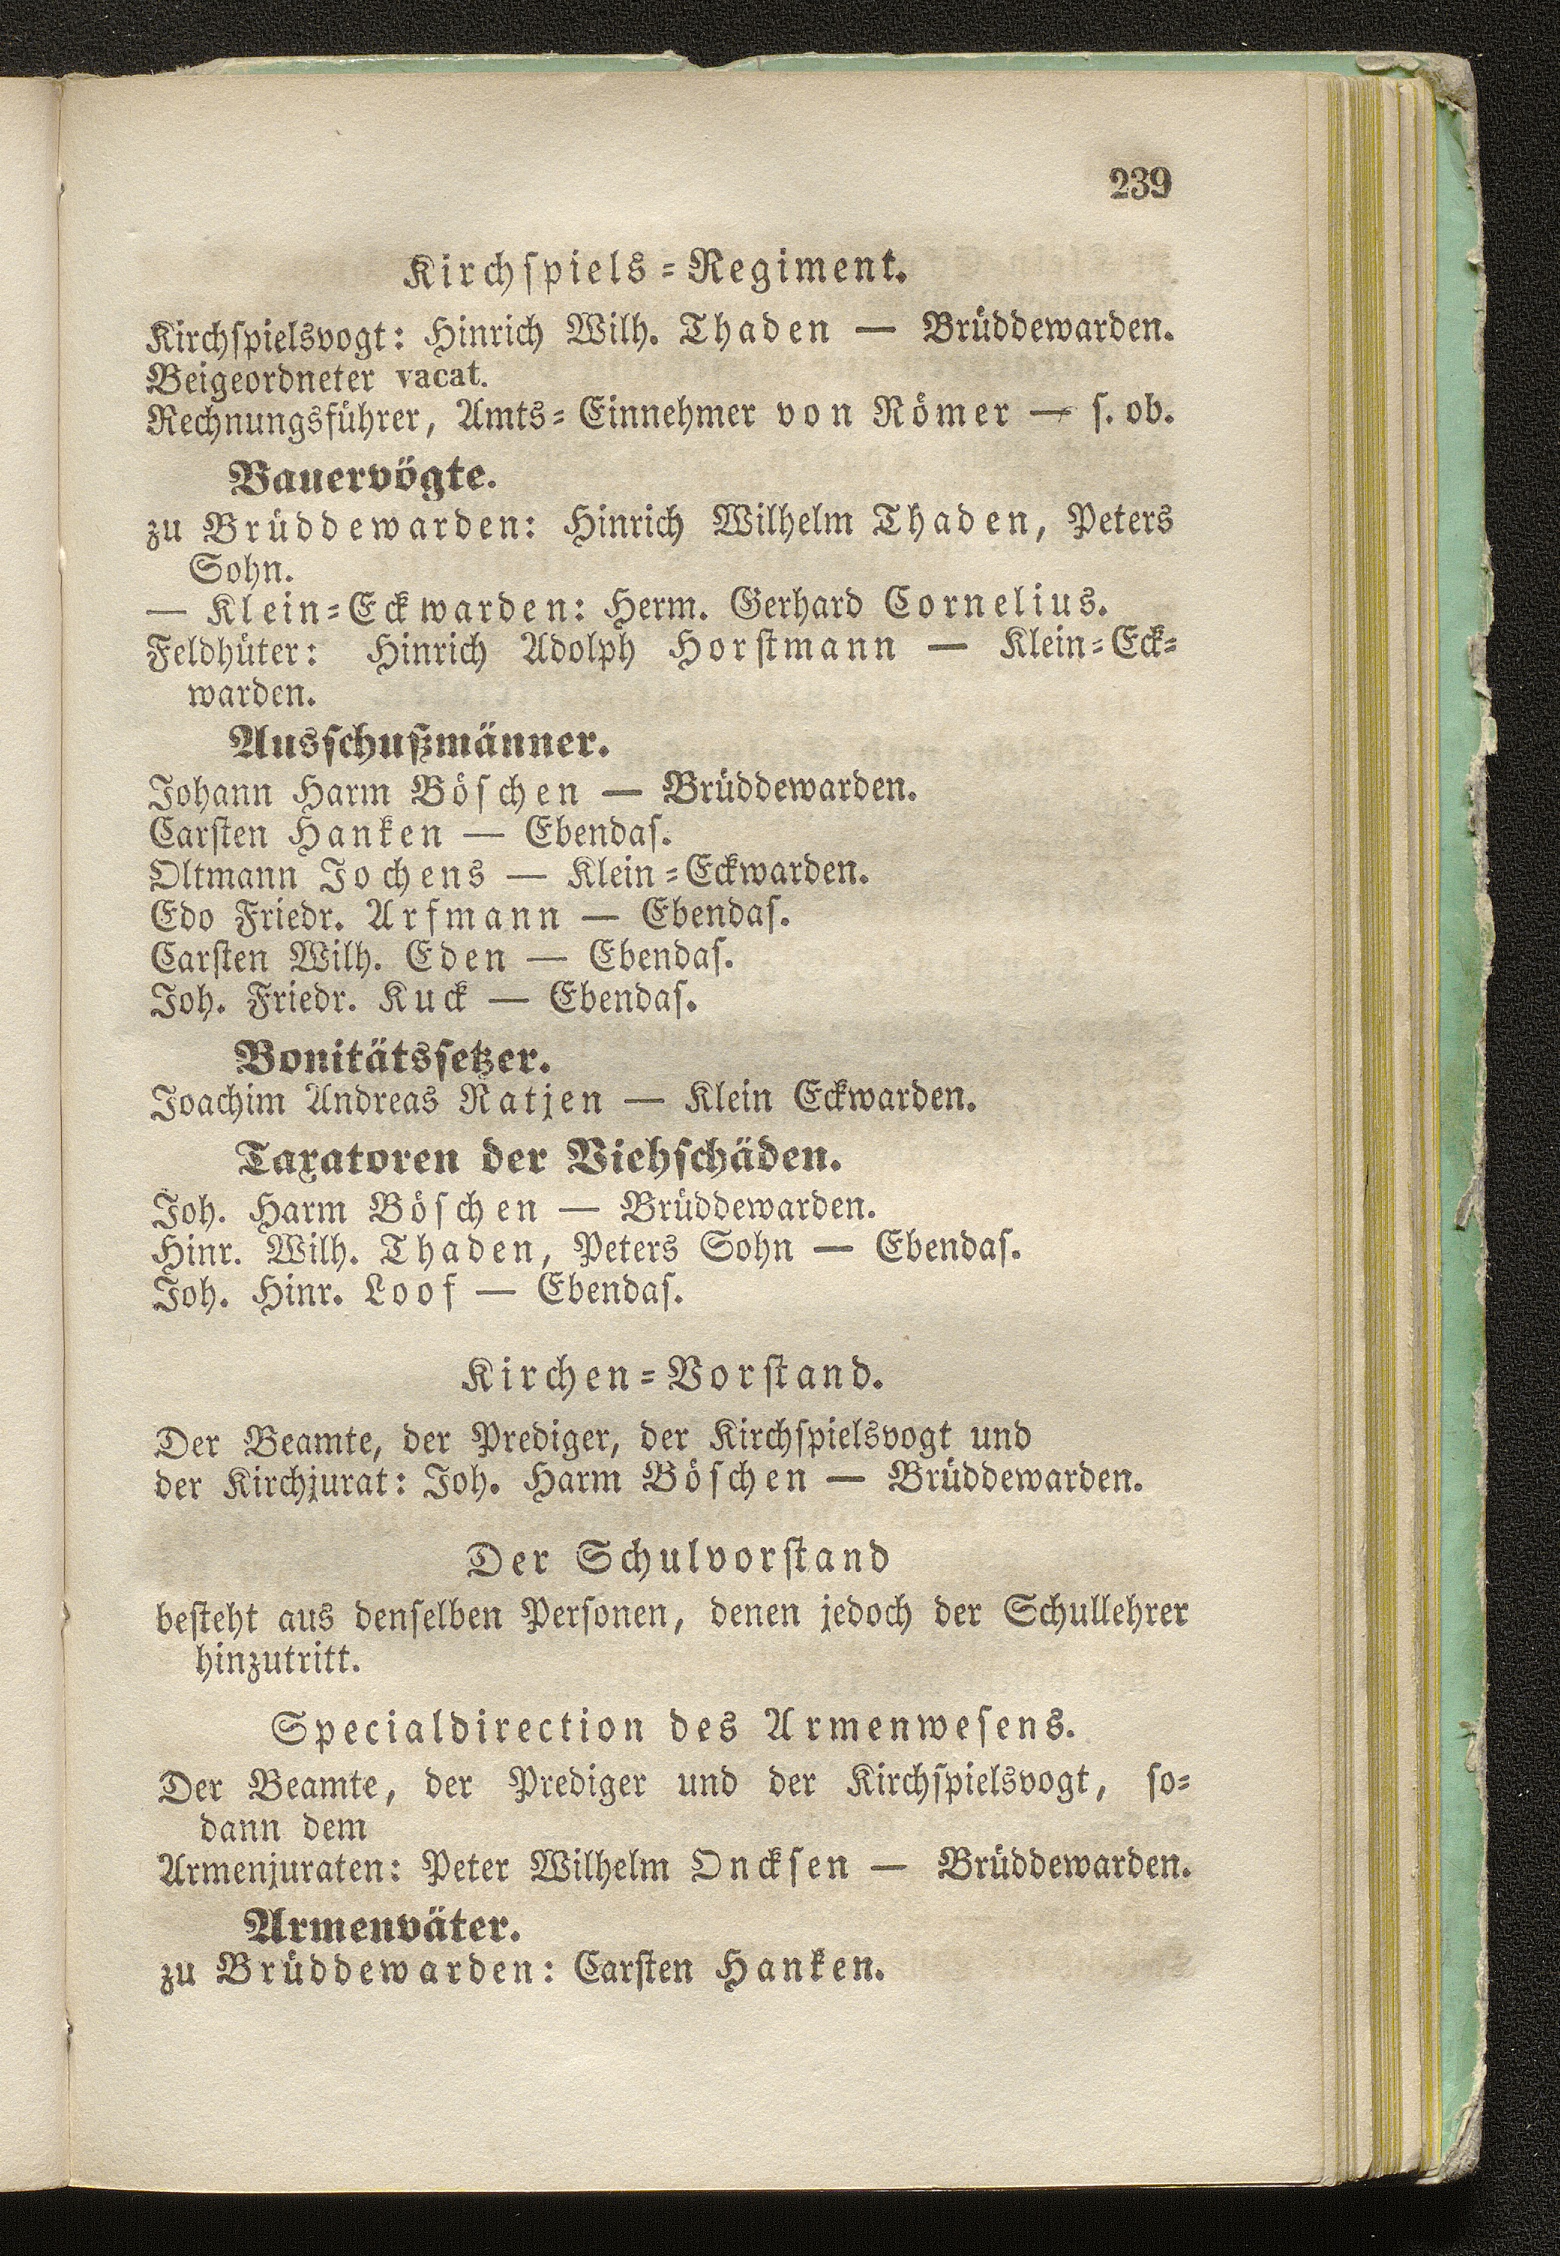 239
Kirchspiels=Regiment.
Kirchspielsvogt: Hinrich Wilh. Thaden — Brüddewarden.
Beigeordneter vacat.
Rechnungsführer, Amts=Einnehmer von Römer — s. ob.
Bauervögte.
zu Brüddewarden: Hinrich Wilhelm Thaden, Peters
Sohn.
— Klein=Eckwarden: Herm. Gerhard Cornelius.
Feldhüter: Hinrich Adolph Horstmann — Klein=Eck=
warden.
Ausschußmänner.
Johann Harm Böschen — Brüddewarden.
Carsten Hanken — Ebendas.
Oltmann Jochens — Klein=Eckwarden.
Edo Friedr. Arfmann — Ebendas.
Carsten Wilh. Eden — Ebendas.
Joh. Friedr. Kuck — Ebendas.
Bonitätssetzer.
Joachim Andreas Ratjen — Klein Eckwarden.
Taxatoren der Viehschäden.
Joh. Harm Böschen — Brüddewarden.
Hinr. Wilh. Thaden, Peters Sohn — Ebendas.
Joh. Hinr. Loof — Ebendas.
Kirchen=Vorstand.
Der Beamte, der Prediger, der Kirchspielsvogt und
der Kirchjurat: Joh. Harm Böschen — Brüddewarden.
Der Schulvorstand
besteht aus denselben Personen, denen jedoch der Schullehrer
hinzutritt.
Specialdirection des Armenwesens.
Der Beamte, der Prediger und der Kirchspielsvogt, so=
dann dem
Armenjuraten: Peter Wilhelm Oncksen — Brüddewarden.
Armenväter.
zu Brüddewarden: Carsten Hanken.